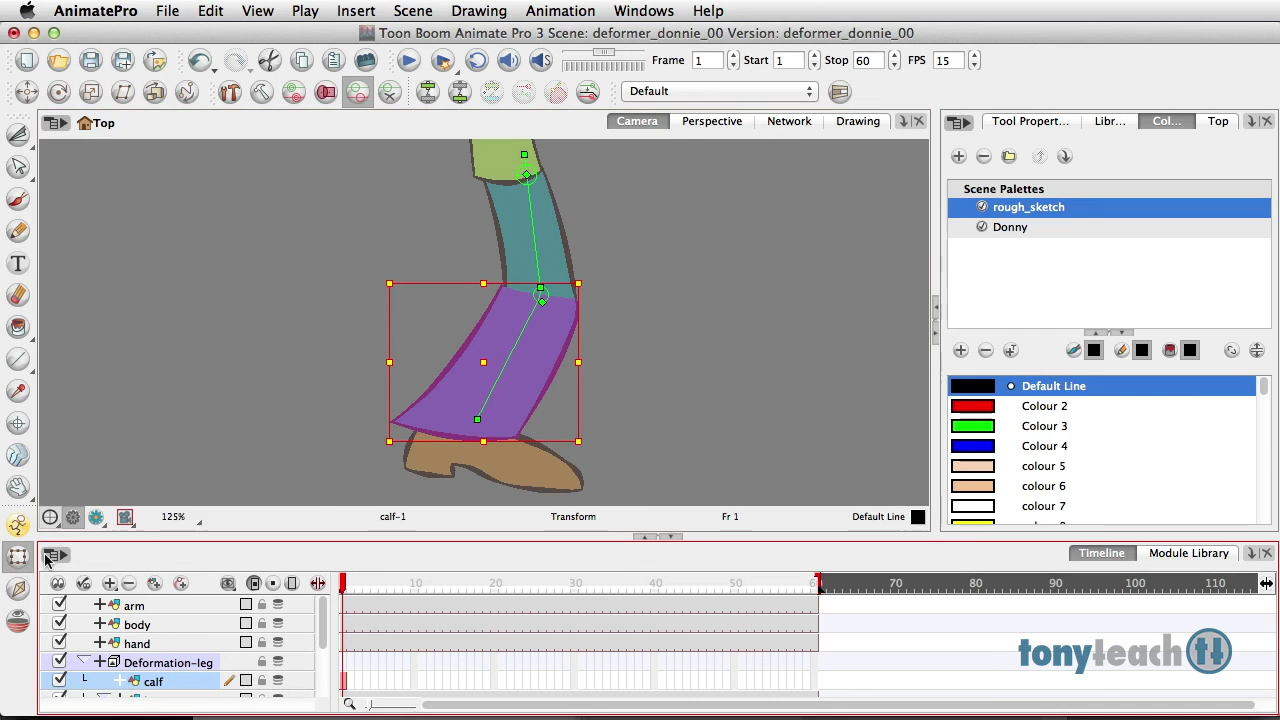 AnimatePro File Edit View Play Insert Scene Drawing Animation Windows Help
Toon Boom Animate Pro 3 Scene: deformer_donnie_00 Version: deformer_donnie_00
Frame 1 Start 1 Stop 60 FPS 15
Default
Top Camera Perspective Network Drawing Tool Propert... Libr... Col... Top
Scene Palettes
rough_sketch
Donny
T
Default Line
Colour 2
Colour 3
Colour 4
colour 5
colour 6
colour 7
125% calf-1 Transform Fr 1 Default Line
Timeline Module Library
10 20 30 40 50 70 80 90 100 110
arm
body
hand
Deformation-leg
calf
tonyteach tt